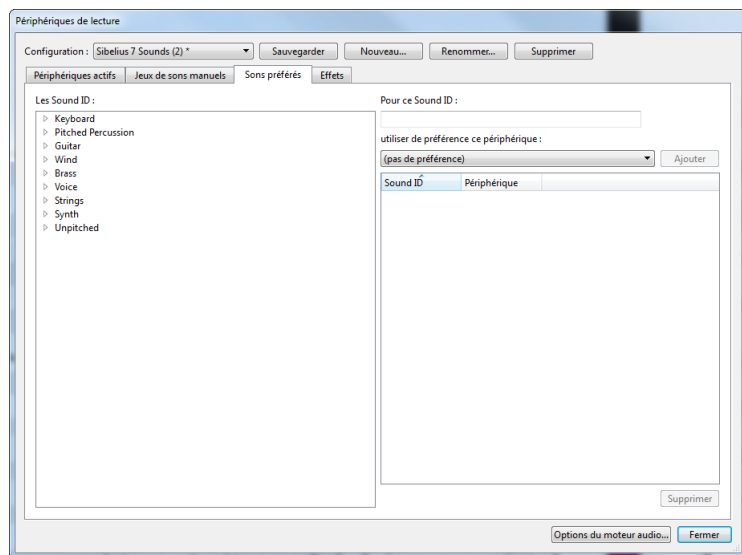 Périphériques de lecture
Configuration : Sibelius 7 Sounds (2) * Sauvegarder Nouveau... Renommer... Supprimer
Périphériques actifs Jeux de sons manuels Sons préférés Effets
Les Sound ID :
Keyboard
Pitched Percussion
Guitar
Wind
Brass
Voice
Strings
Synth
Unpitched
Pour ce Sound ID :
utiliser de préférence ce périphérique :
(pas de préférence) Ajouter
Sound ID Périphérique
Supprimer
Options du moteur audio... Fermer